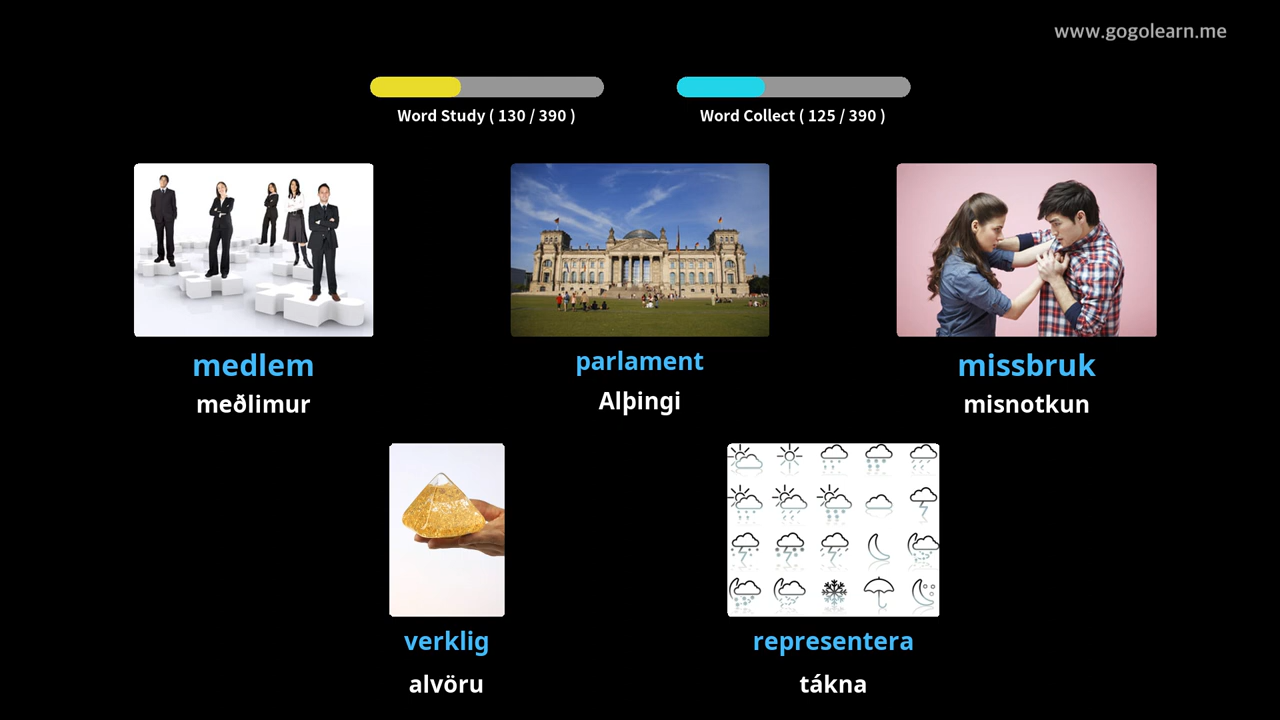 www.gogolearn.me
Word Study ( 130 / 390 )
Word Collect ( 125 / 390 )
medlem
meðlimur
parlament
Alþingi
missbruk
misnotkun
verklig
alvöru
representera
tákna